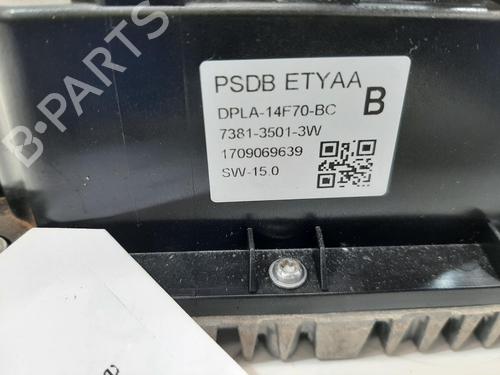 PSDB ETYAA
B
DPLA-14F70-BC
7381-3501-3W
1709069639
SW-15.0
B-PARTS